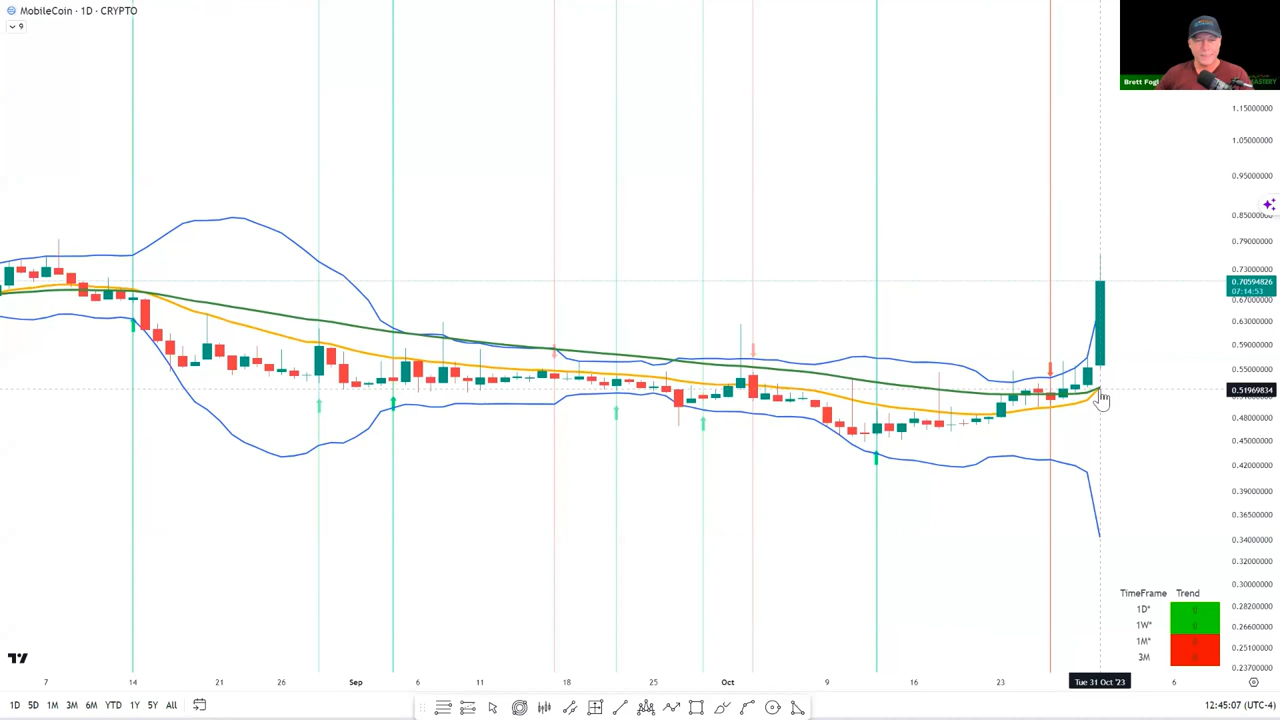 MobileCoin · 1D · CRYPTO
9
Brett Fogl
MASTERY
1.15000000
1.05000000
0.95000000
0.85000000
0.79000000
0.73000000
0.70594826
07:14:53
0.67000000
0.63000000
0.59000000
0.55000000
0.51969834
0.48000000
0.45000000
0.42000000
0.39000000
0.36500000
0.34000000
0.32000000
0.30000000
0.28200000
0.26600000
0.25100000
0.23700000
TimeFrame Trend
1D*
1W*
1M*
3M
7 14 21 26 Sep 6 11 18 25 Oct 9 16 23 Tue 31 Oct '23 6
1D 5D 1M 3M 6M YTD 1Y 5Y All
12:45:07 (UTC-4)